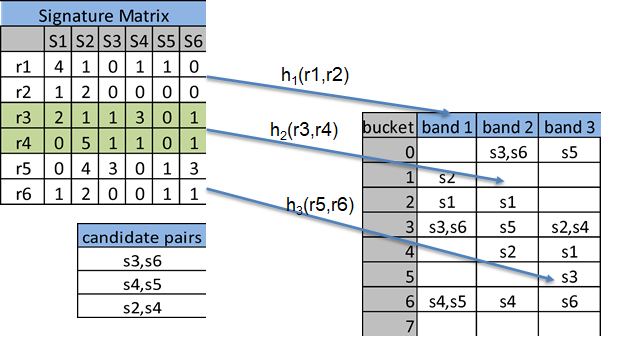 Signature Matrix
S1 S2 S3 S4 S5 S6
r1 4 1 0 1 1 0
r2 1 2 0 0 0 0
r3 2 1 1 3 0 1
r4 0 5 1 1 0 1
r5 0 4 3 0 1 3
r6 1 2 0 0 1 1
candidate pairs
s3,s6
s4,s5
s2,s4
h1(r1,r2)
h2(r3,r4)
h3(r5,r6)
bucket band 1 band 2 band 3
0 s3,s6 s5
1 s2
2 s1 s1
3 s3,s6 s5 s2,s4
4 s2 s1
5 s3
6 s4,s5 s4 s6
7